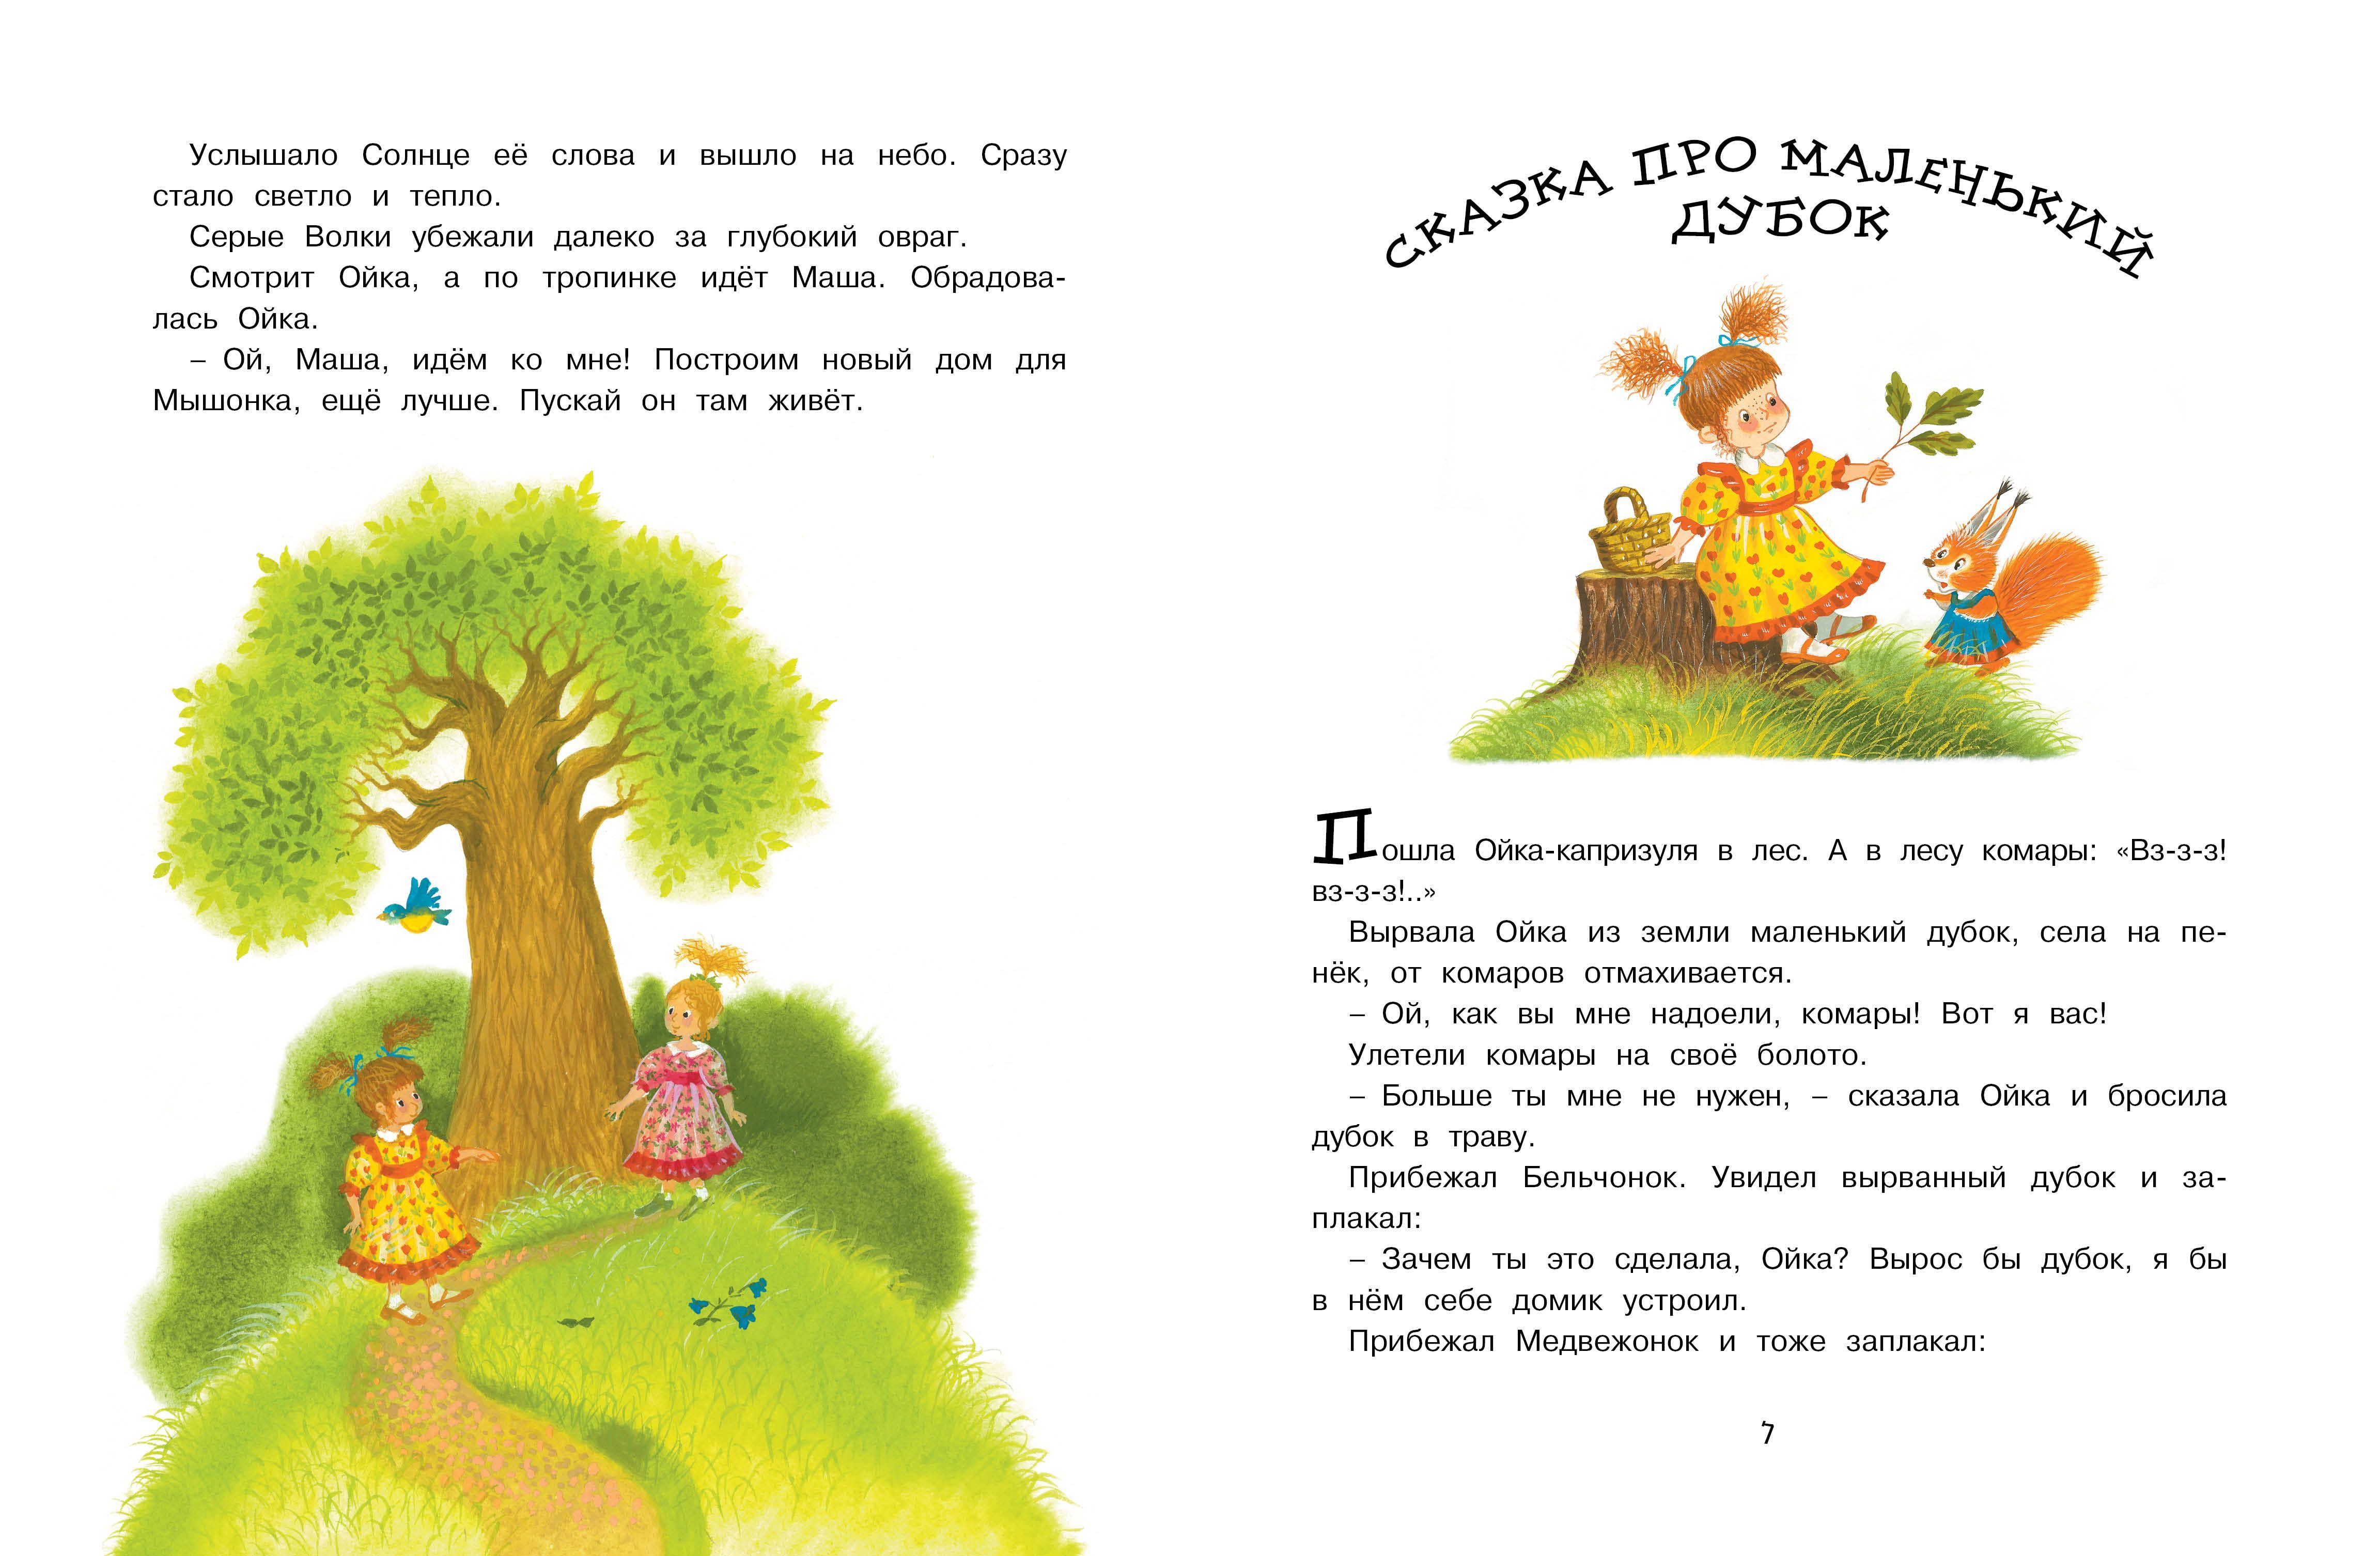 Услышало Солнце её слова и вышло на небо. Сразу
стало светло и тепло.
Серые Волки убежали далеко за глубокий овраг.
Смотрит Ойка, а по тропинке идёт Маша. Обрадова-
лась Ойка.
– Ой, Маша, идём ко мне! Построим новый дом для
Мышонка, ещё лучше. Пускай он там живёт.
СКАЗКА ПРО МАЛЕНЬКИЙ
ДУБОК
Пошла Ойка-капризуля в лес. А в лесу комары: «Вз-з-з!
вз-з-з!..»
Вырвала Ойка из земли маленький дубок, села на пе-
нёк, от комаров отмахивается.
– Ой, как вы мне надоели, комары! Вот я вас!
Улетели комары на своё болото.
– Больше ты мне не нужен, – сказала Ойка и бросила
дубок в траву.
Прибежал Бельчонок. Увидел вырванный дубок и за-
плакал:
– Зачем ты это сделала, Ойка? Вырос бы дубок, я бы
в нём себе домик устроил.
Прибежал Медвежонок и тоже заплакал:
7